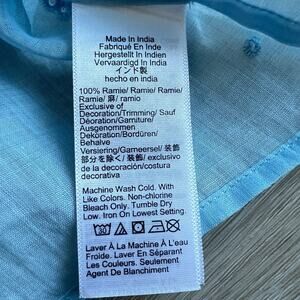 Made In India
Fabriqué En Inde
Hergestellt In Indien
Vervaardigd In India
インド製
hecho en india
100% Ramie/ Ramie/ Ramie/
Ramie/ 麻/ ramio
Exclusive of
Decoration/Trimming/ Sauf
Décoration/Garniture/
Ausgenommen
Dekoration/Bordüren/
Behalve
Versiering/Garneersel/ 装飾
部分を除く/ 装飾/ exclusivo
de la decoración/costura
decorativa
Machine Wash Cold. With
Like Colors. Non-chlorine
Bleach Only. Tumble Dry
Low. Iron On Lowest Setting.
Laver À La Machine À L'eau
Froide. Laver En Séparant
Les Couleurs. Seulement
Agent De Blanchiment